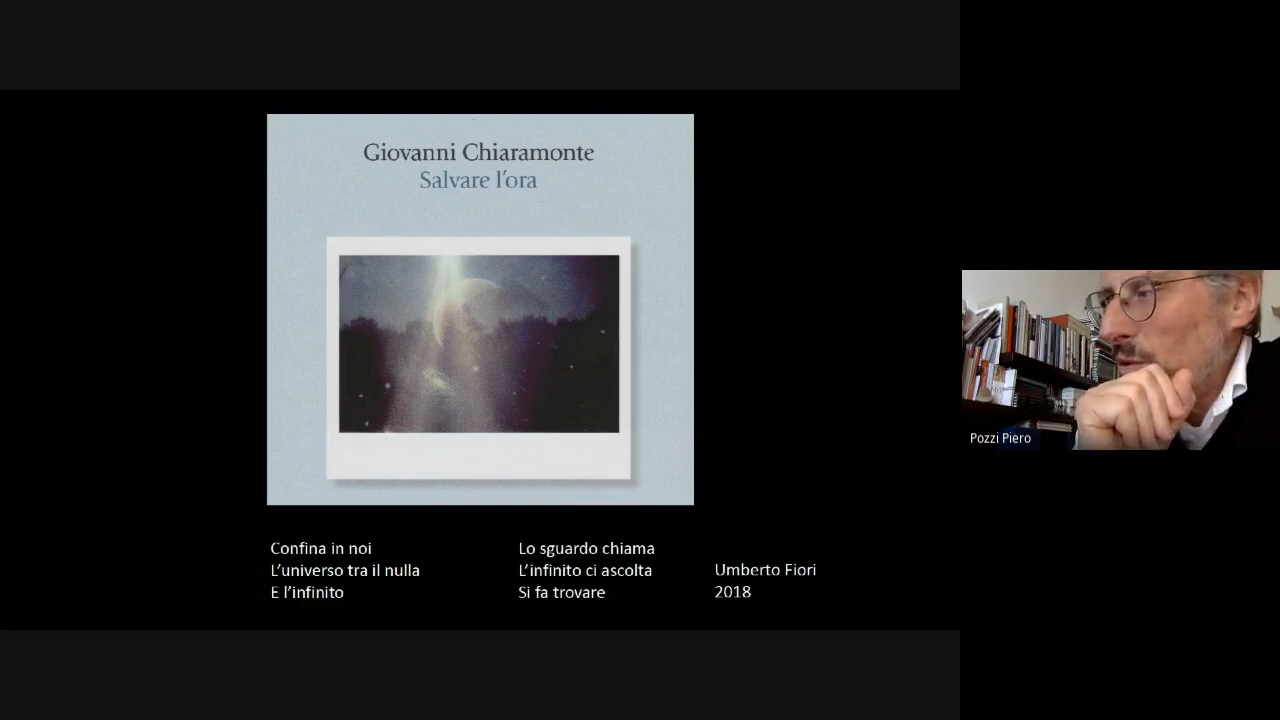 Giovanni Chiaramonte
Salvare l'ora
Confina in noi
L'universo tra il nulla
E l'infinito
Lo sguardo chiama
L'infinito ci ascolta
Si fa trovare
Umberto Fiori
2018
Pozzi Piero